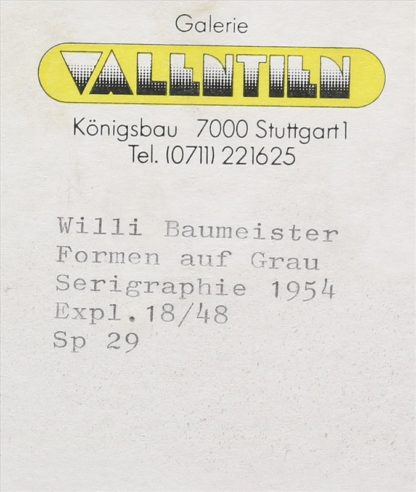 Galerie
VALENTIEN
Königsbau 7000 Stuttgart 1
Tel. (0711) 221625
Willi Baumeister
Formen auf Grau
Serigraphie 1954
Expl. 18/48
Sp 29